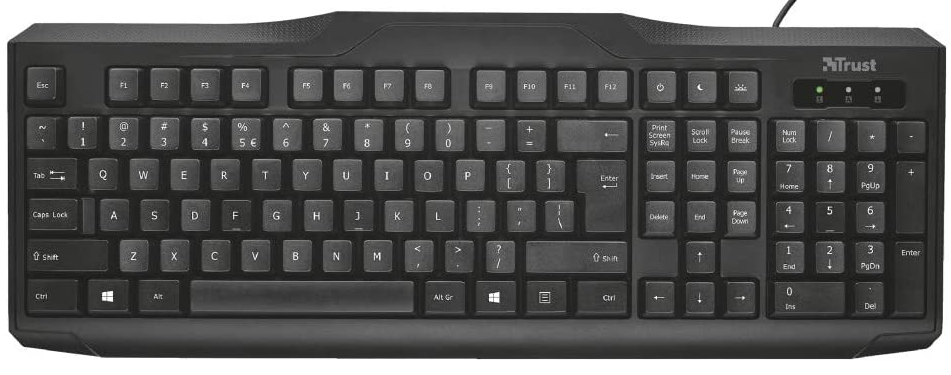 Trust
Esc F1 F2 F3 F4 F5 F6 F7 F8 F9 F10 F11 F12
~ ! @ # $ % ^ & * ( ) _ +
` 1 2 3 4 5 € 6 7 8 9 0 - =
Tab Q W E R T Y U I O P { } Enter
[ ]
Caps Lock A S D F G H J K L : " |
; ' \
⇧ Shift Z X C V B N M < > ? ⇧ Shift
, . /
Ctrl Alt Alt Gr Ctrl
Print Screen SysRq Scroll Lock Pause Break
Insert Home Page Up
Delete End Page Down
↑
← ↓ →
Num Lock / * -
7 8 9 +
Home ↑ PgUp
4 5 6
← →
1 2 3 Enter
End ↓ PgDn
0 .
Ins Del